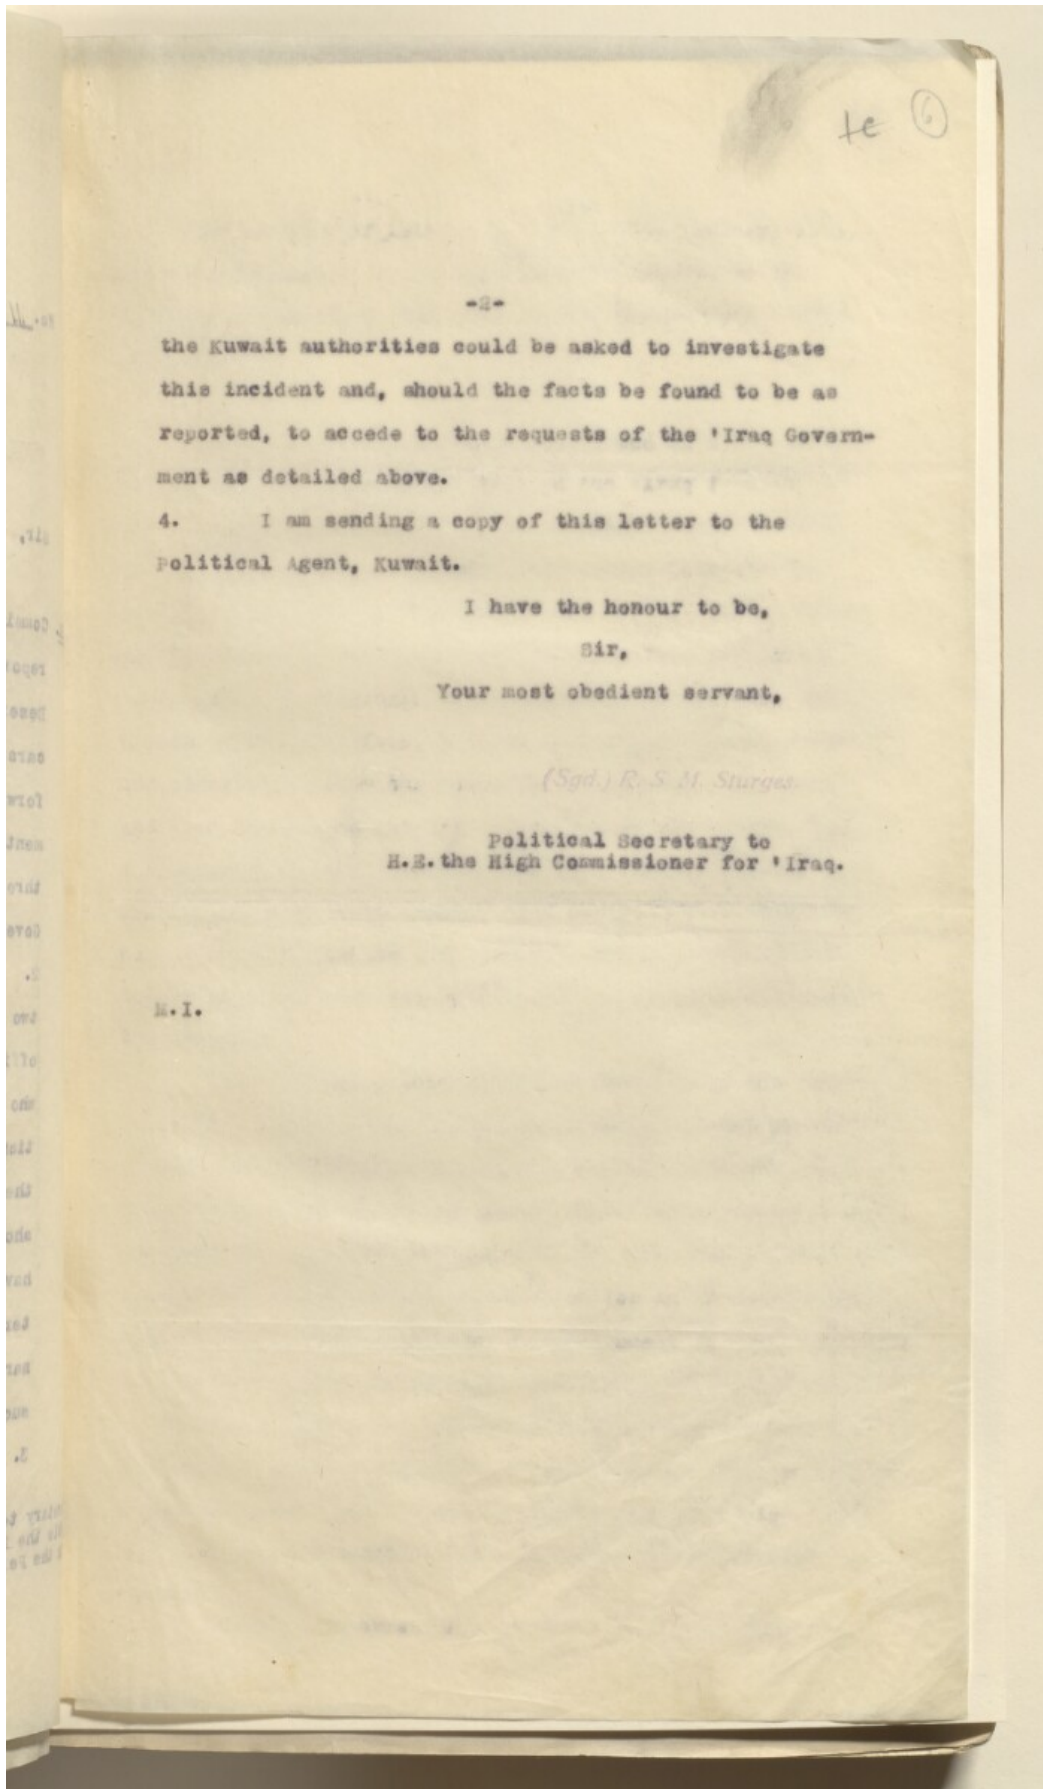 6
-2-
the Kuwait authorities could be asked to investigate
this incident and, should the facts be found to be as
reported, to accede to the requests of the 'Iraq Govern-
ment as detailed above.
4. I am sending a copy of this letter to the
Political Agent, Kuwait.
I have the honour to be,
Sir,
Your most obedient servant,
(Sgd.) R. S. M. Sturges.
Political Secretary to
H.E.the High Commissioner for 'Iraq.
M.I.